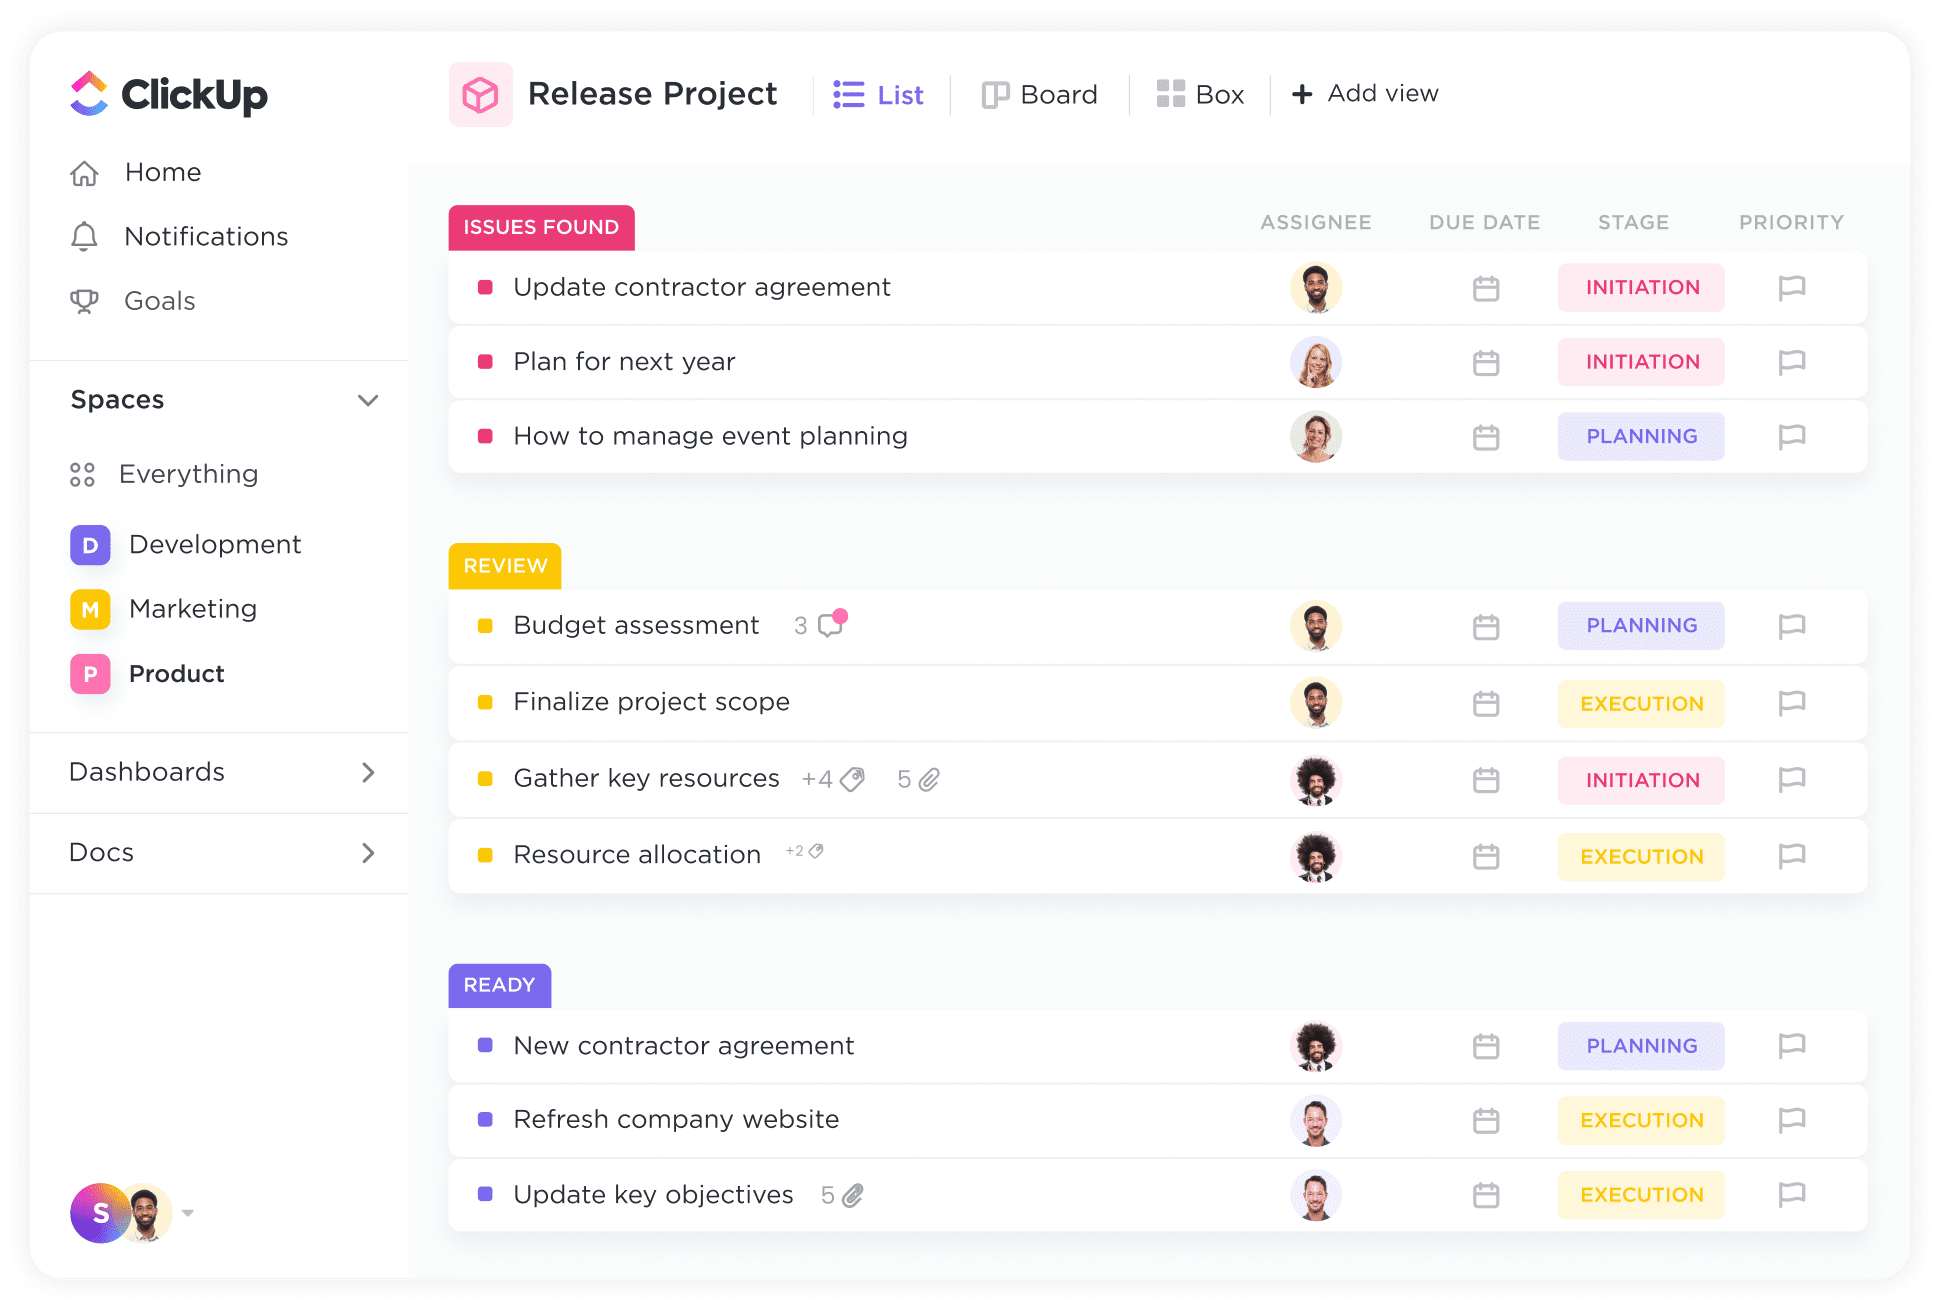 ClickUp
Release Project
List
Board
Box
+ Add view
Home
Notifications
Goals
Spaces
Everything
D Development
M Marketing
P Product
Dashboards
Docs
S
ISSUES FOUND ASSIGNEE DUE DATE STAGE PRIORITY
Update contractor agreement INITIATION
Plan for next year INITIATION
How to manage event planning PLANNING
REVIEW
Budget assessment 3 PLANNING
Finalize project scope EXECUTION
Gather key resources +4 5 INITIATION
Resource allocation +2 EXECUTION
READY
New contractor agreement PLANNING
Refresh company website EXECUTION
Update key objectives 5 EXECUTION